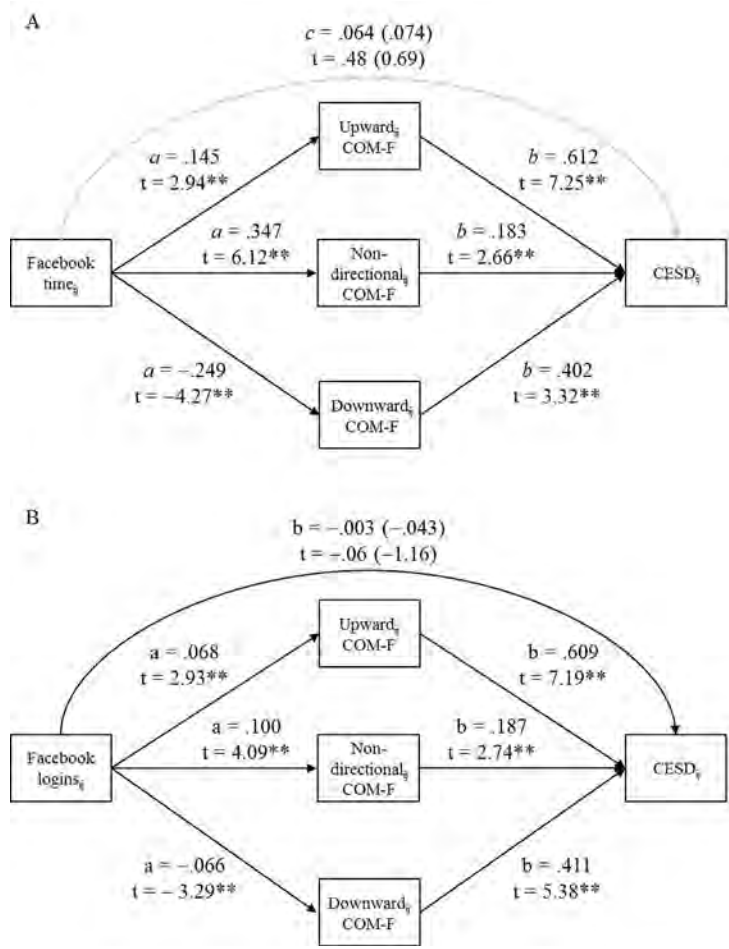 A
c = .064 (.074)
t = .48 (0.69)
Upwardᵢⱼ
COM-F
a = .145
t = 2.94**
b = .612
t = 7.25**
a = .347
t = 6.12**
b = .183
t = 2.66**
Facebook
timeᵢⱼ
Non-
directionalᵢⱼ
COM-F
CESDᵢⱼ
a = −.249
t = −4.27**
b = .402
t = 3.32**
Downwardᵢⱼ
COM-F
B
b = −.003 (−.043)
t = −.06 (−1.16)
Upwardᵢⱼ
COM-F
a = .068
t = 2.93**
b = .609
t = 7.19**
a = .100
t = 4.09**
b = .187
t = 2.74**
Facebook
loginsᵢⱼ
Non-
directionalᵢⱼ
COM-F
CESDᵢⱼ
a = −.066
t = − 3.29**
b = .411
t = 5.38**
Downwardᵢⱼ
COM-F